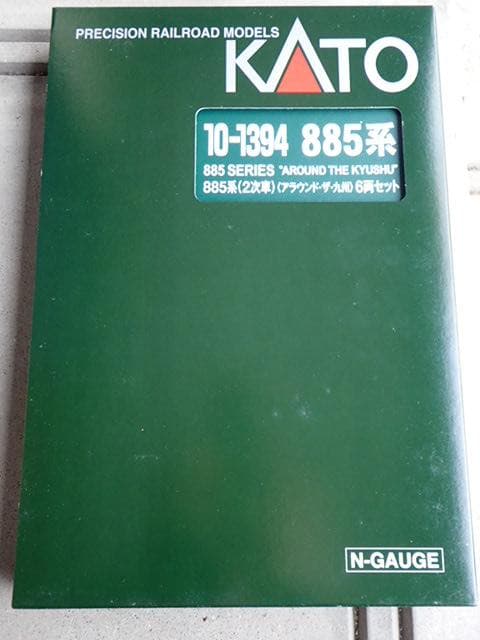 PRECISION RAILROAD MODELS
KATO
10-1394 885系
885 SERIES "AROUND THE KYUSHU"
885系(2次車)(アラウンド・ザ・九州)6両セット
N-GAUGE